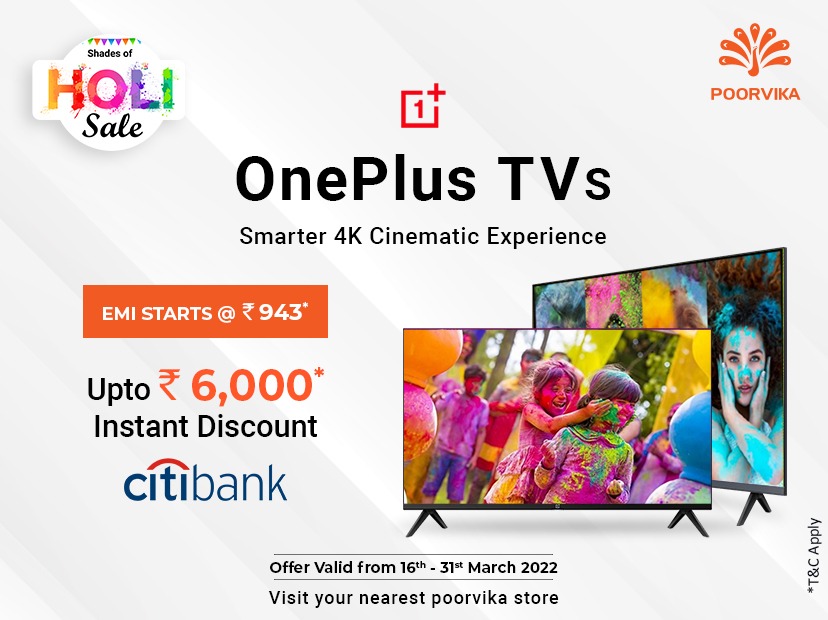 Shades of
HOLI
Sale
POORVIKA
1+
OnePlus TVs
Smarter 4K Cinematic Experience
EMI STARTS @ ₹ 943*
Upto ₹ 6,000*
Instant Discount
citibank
Offer Valid from 16th - 31st March 2022
Visit your nearest poorvika store
*T&C Apply